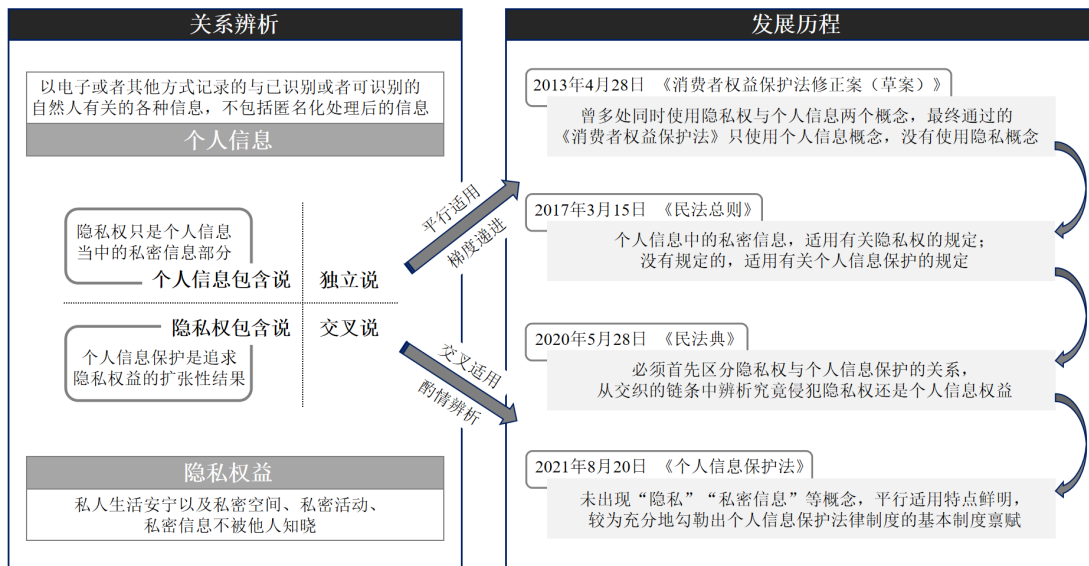 关系辨析
以电子或者其他方式记录的与已识别或者可识别的
自然人有关的各种信息，不包括匿名化处理后的信息
个人信息
隐私权只是个人信息
当中的私密信息部分
个人信息包含说
独立说
隐私权包含说
交叉说
个人信息保护是追求
隐私权益的扩张性结果
隐私权益
私人生活安宁以及私密空间、私密活动、
私密信息不被他人知晓
平行适用
梯度递进
交叉适用
酌情辨析
发展历程
2013年4月28日 《消费者权益保护法修正案（草案）》
曾多处同时使用隐私权与个人信息两个概念，最终通过的
《消费者权益保护法》只使用个人信息概念，没有使用隐私概念
2017年3月15日 《民法总则》
个人信息中的私密信息，适用有关隐私权的规定；
没有规定的，适用有关个人信息保护的规定
2020年5月28日 《民法典》
必须首先区分隐私权与个人信息保护的关系，
从交织的链条中辨析究竟侵犯隐私权还是个人信息权益
2021年8月20日 《个人信息保护法》
未出现“隐私”“私密信息”等概念，平行适用特点鲜明，
较为充分地勾勒出个人信息保护法律制度的基本制度禀赋